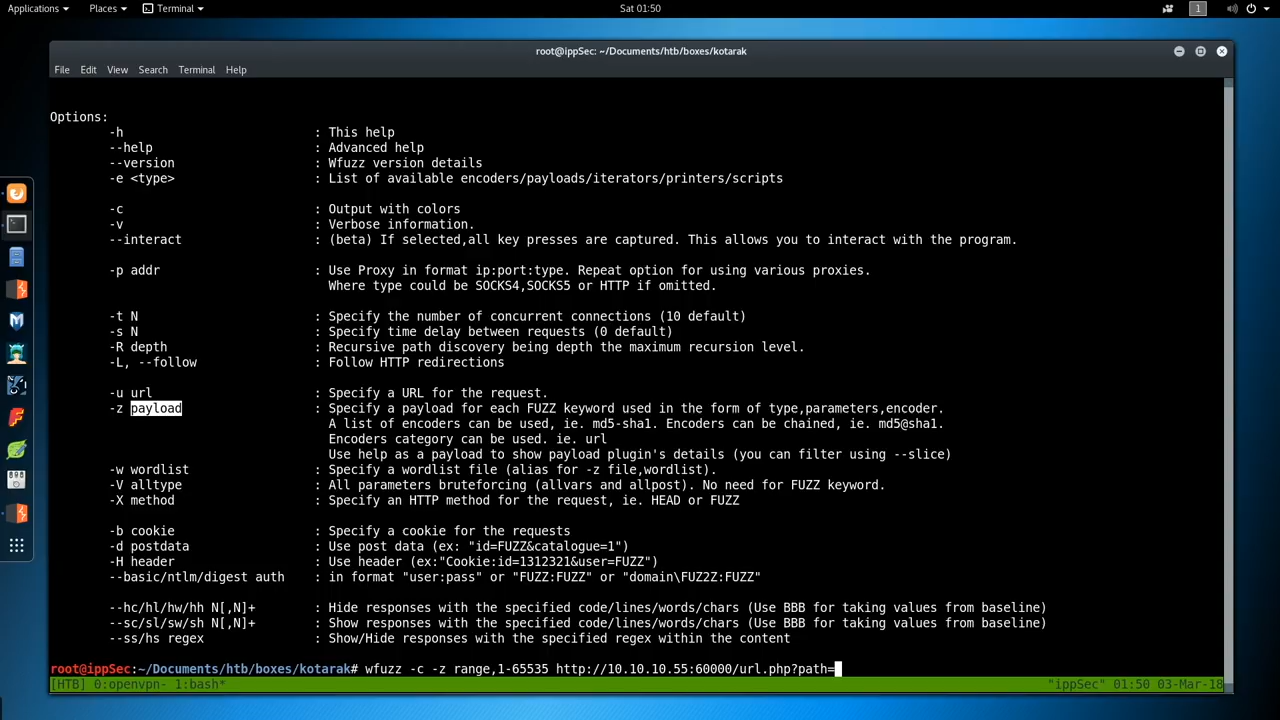 Applications Places Terminal Sat 01:50 1
root@ippSec: ~/Documents/htb/boxes/kotarak
File Edit View Search Terminal Help
Options:
-h : This help
--help : Advanced help
--version : Wfuzz version details
-e <type> : List of available encoders/payloads/iterators/printers/scripts
-c : Output with colors
-v : Verbose information.
--interact : (beta) If selected,all key presses are captured. This allows you to interact with the program.
-p addr : Use Proxy in format ip:port:type. Repeat option for using various proxies.
Where type could be SOCKS4,SOCKS5 or HTTP if omitted.
-t N : Specify the number of concurrent connections (10 default)
-s N : Specify time delay between requests (0 default)
-R depth : Recursive path discovery being depth the maximum recursion level.
-L, --follow : Follow HTTP redirections
-u url : Specify a URL for the request.
-z payload : Specify a payload for each FUZZ keyword used in the form of type,parameters,encoder.
A list of encoders can be used, ie. md5-sha1. Encoders can be chained, ie. md5@sha1.
Encoders category can be used. ie. url
Use help as a payload to show payload plugin's details (you can filter using --slice)
-w wordlist : Specify a wordlist file (alias for -z file,wordlist).
-V alltype : All parameters bruteforcing (allvars and allpost). No need for FUZZ keyword.
-X method : Specify an HTTP method for the request, ie. HEAD or FUZZ
-b cookie : Specify a cookie for the requests
-d postdata : Use post data (ex: "id=FUZZ&catalogue=1")
-H header : Use header (ex:"Cookie:id=1312321&user=FUZZ")
--basic/ntlm/digest auth : in format "user:pass" or "FUZZ:FUZZ" or "domain\FUZ2Z:FUZZ"
--hc/hl/hw/hh N[,N]+ : Hide responses with the specified code/lines/words/chars (Use BBB for taking values from baseline)
--sc/sl/sw/sh N[,N]+ : Show responses with the specified code/lines/words/chars (Use BBB for taking values from baseline)
--ss/hs regex : Show/Hide responses with the specified regex within the content
root@ippSec:~/Documents/htb/boxes/kotarak# wfuzz -c -z range,1-65535 http://10.10.10.55:60000/url.php?path=
[HTB] 0:openvpn- 1:bash* "ippSec" 01:50 03-Mar-18